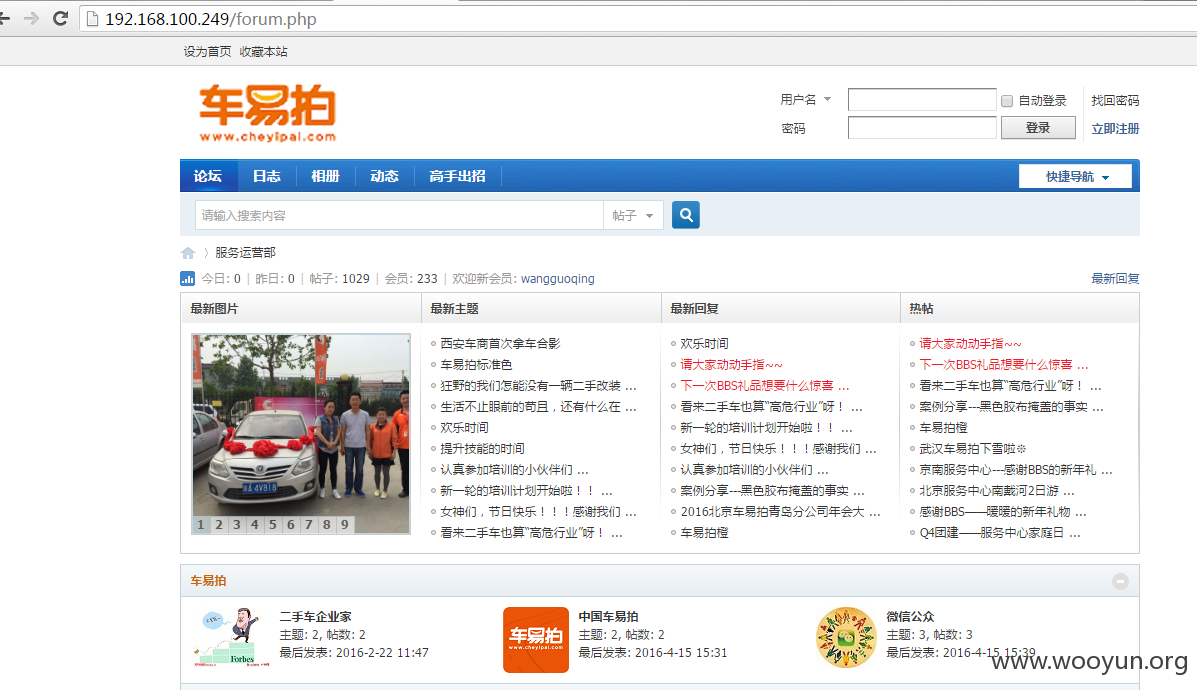 192.168.100.249/forum.php
设为首页 收藏本站
车易拍
www.cheyipai.com
用户名
自动登录 找回密码
密码
登录 立即注册
论坛 日志 相册 动态 高手出招 快捷导航
请输入搜索内容 帖子
服务运营部
今日: 0 | 昨日: 0 | 帖子: 1029 | 会员: 233 | 欢迎新会员: wangguoqing 最新回复
最新图片
1 2 3 4 5 6 7 8 9
最新主题
西安车商首次拿车合影
车易拍标准色
狂野的我们怎能没有一辆二手改装 ...
生活不止眼前的苟且，还有什么在 ...
欢乐时间
提升技能的时间
认真参加培训的小伙伴们 ...
新一轮的培训计划开始啦！！ ...
女神们，节日快乐！！！感谢我们 ...
看来二手车也算“高危行业”呀！ ...
最新回复
欢乐时间
请大家动动手指~~
下一次BBS礼品想要什么惊喜 ...
看来二手车也算“高危行业”呀！ ...
新一轮的培训计划开始啦！！ ...
女神们，节日快乐！！！感谢我们 ...
认真参加培训的小伙伴们 ...
案例分享---黑色胶布掩盖的事实 ...
2016北京车易拍青岛分公司年会大 ...
车易拍橙
热帖
请大家动动手指~~
下一次BBS礼品想要什么惊喜 ...
看来二手车也算“高危行业”呀！ ...
案例分享---黑色胶布掩盖的事实 ...
车易拍橙
武汉车易拍下雪啦※
京南服务中心---感谢BBS的新年礼 ...
北京服务中心南戴河2日游 ...
感谢BBS——暖暖的新年礼物 ...
Q4团建——服务中心家庭日 ...
车易拍
Forbes
二手车企业家
主题: 2, 帖数: 2
最后发表: 2016-2-22 11:47
车易拍
www.cheyipai.com
中国车易拍
主题: 2, 帖数: 2
最后发表: 2016-4-15 15:31
微信公众
主题: 3, 帖数: 3
最后发表: 2016-4-15 15:39
www.wooyun.org